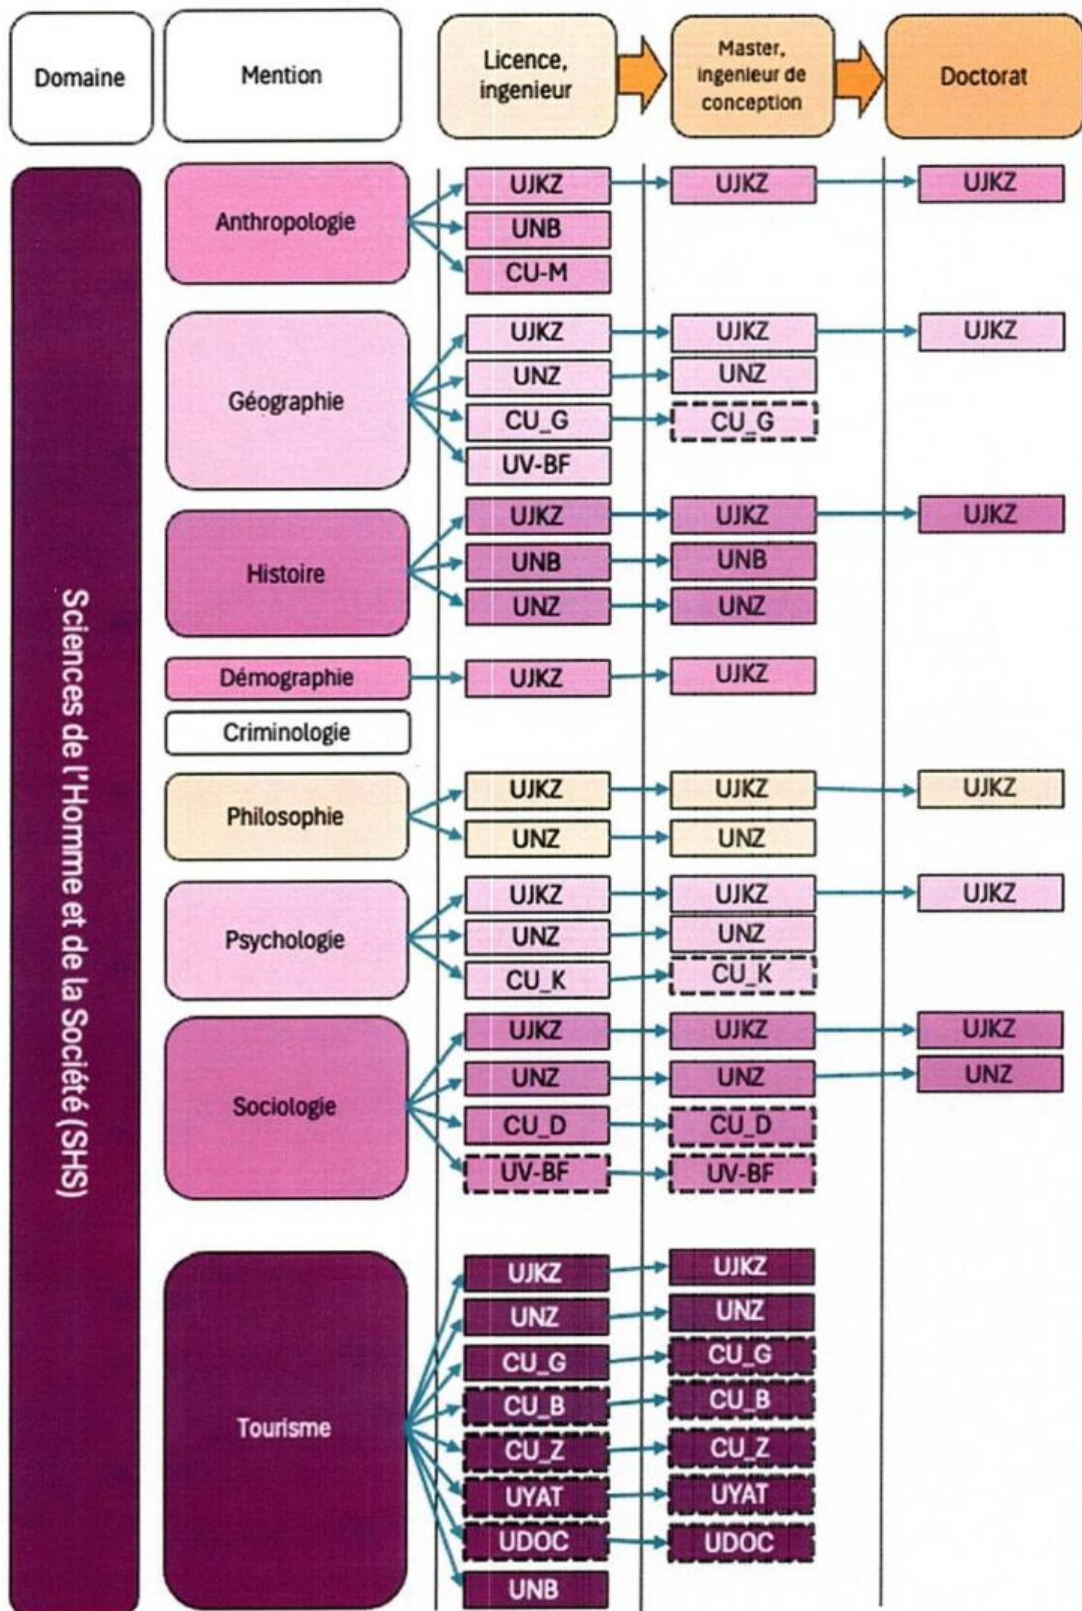 Domaine
Mention
Licence,
ingenieur
Master,
ingenieur de
conception
Doctorat
Sciences de l'Homme et de la Société (SHS)
Anthropologie
UJKZ
UJKZ
UJKZ
UNB
CU-M
Géographie
UJKZ
UJKZ
UJKZ
UNZ
UNZ
CU_G
CU_G
UV-BF
Histoire
UJKZ
UJKZ
UJKZ
UNB
UNB
UNZ
UNZ
Démographie
UJKZ
UJKZ
Criminologie
Philosophie
UJKZ
UJKZ
UJKZ
UNZ
UNZ
Psychologie
UJKZ
UJKZ
UJKZ
UNZ
UNZ
CU_K
CU_K
Sociologie
UJKZ
UJKZ
UJKZ
UNZ
UNZ
UNZ
CU_D
CU_D
UV-BF
UV-BF
Tourisme
UJKZ
UJKZ
UNZ
UNZ
CU_G
CU_G
CU_B
CU_B
CU_Z
CU_Z
UYAT
UYAT
UDOC
UDOC
UNB